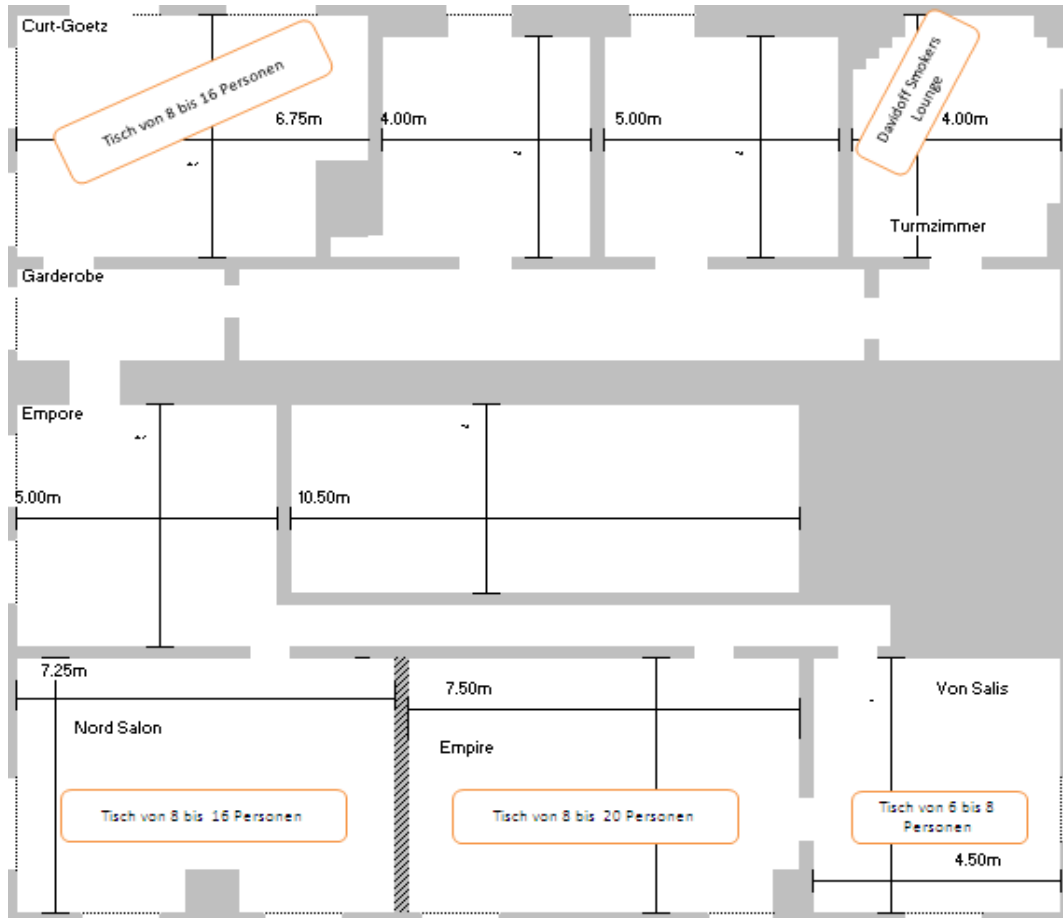 Curt-Goetz
Tisch von 8 bis 16 Personen
6.75m
4.00m
5.00m
Davidoff Smokers
Lounge
4.00m
Turmzimmer
Garderobe
Empore
5.00m
10.50m
7.25m
7.50m
Von Salis
Nord Salon
Empire
Tisch von 8 bis 16 Personen
Tisch von 8 bis 20 Personen
Tisch von 6 bis 8
Personen
4.50m